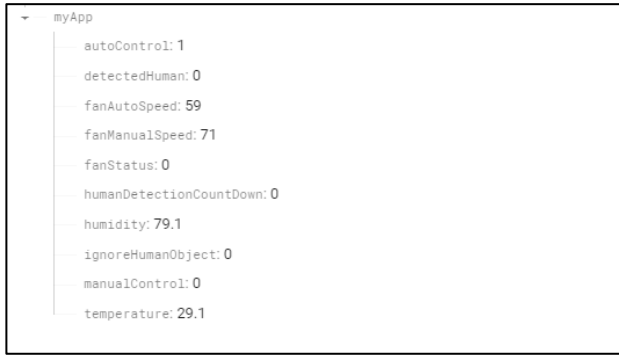 myApp
autoControl: 1
detectedHuman: 0
fanAutoSpeed: 59
fanManualSpeed: 71
fanStatus: 0
humanDetectionCountDown: 0
humidity: 79.1
ignoreHumanObject: 0
manualControl: 0
temperature: 29.1